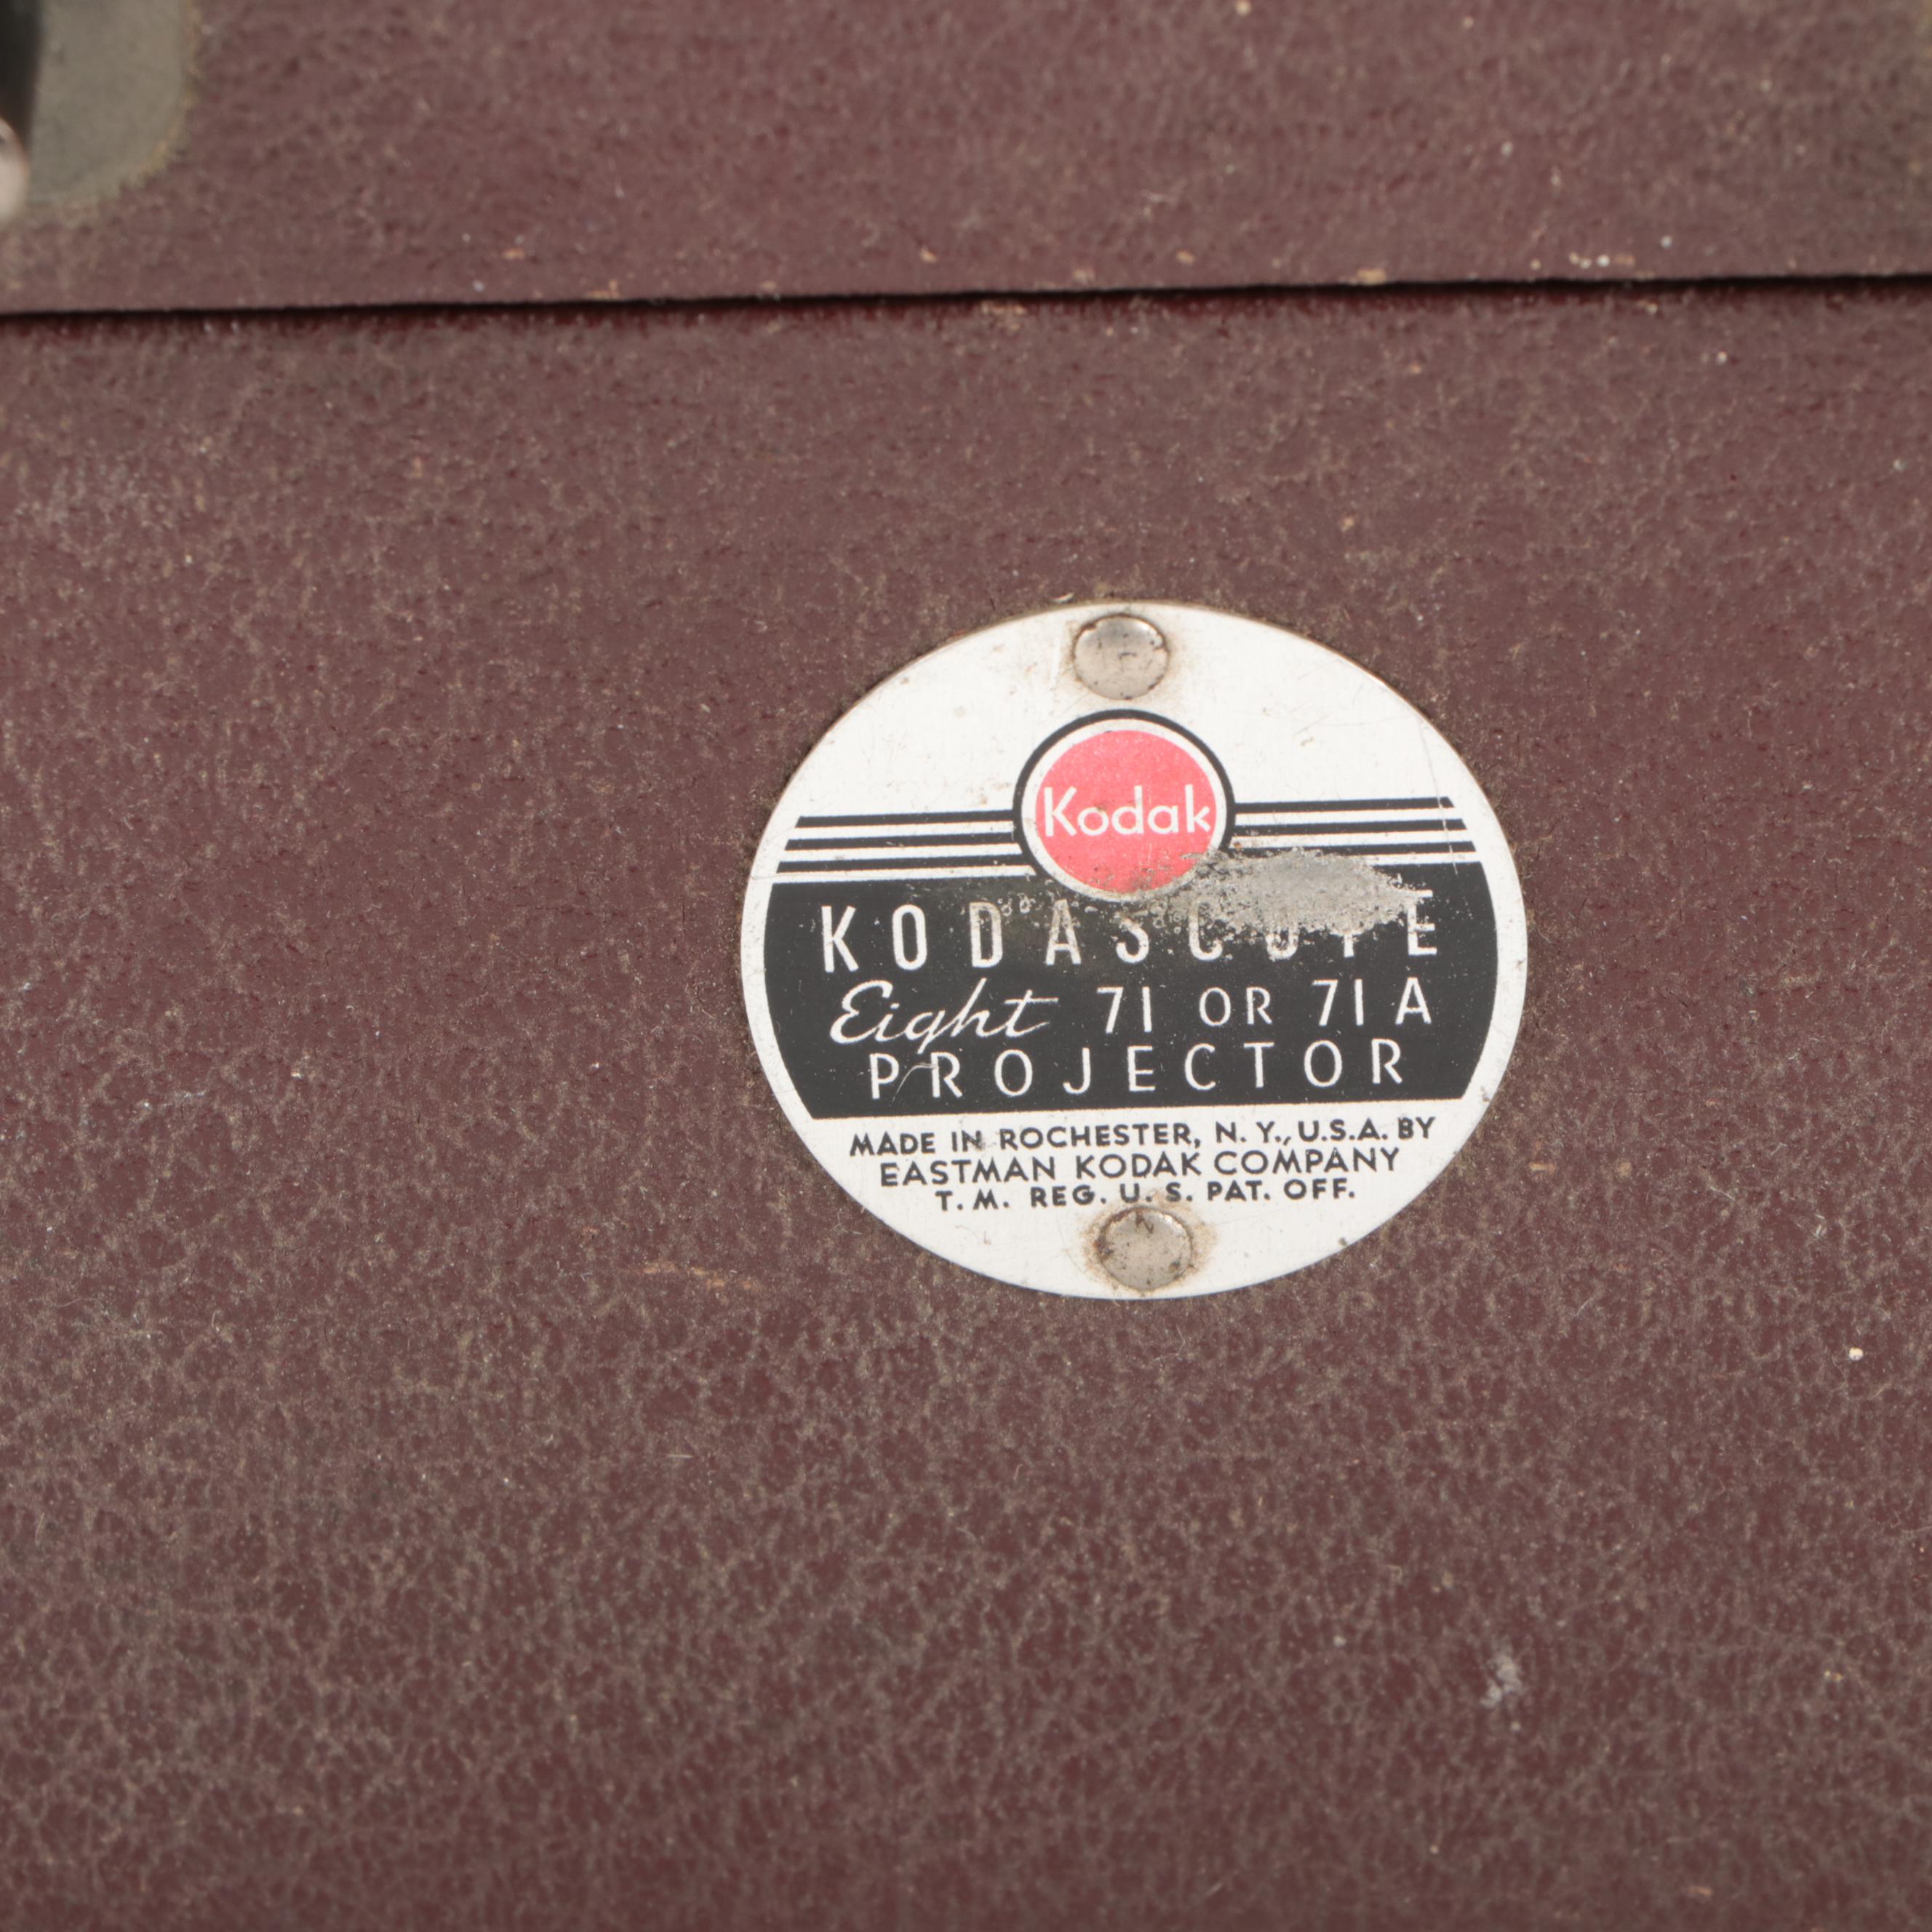 Kodak
KODASCOPE
Eight 71 OR 71A
PROJECTOR
MADE IN ROCHESTER, N. Y., U.S.A. BY
EASTMAN KODAK COMPANY
T. M. REG. U. S. PAT. OFF.